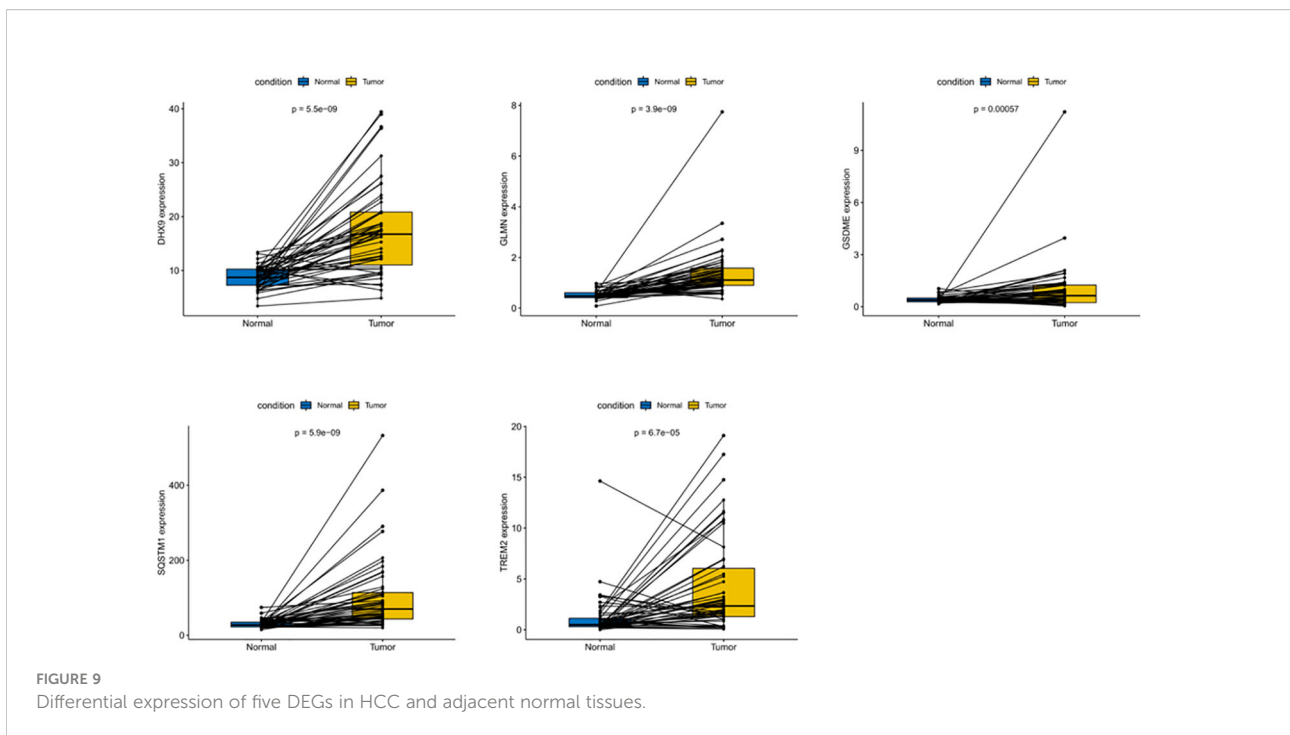 condition Normal Tumor
p = 5.5e−09
40
30
20
10
DHX9 expression
Normal Tumor
condition Normal Tumor
p = 3.9e−09
8
6
4
2
0
GLMN expression
Normal Tumor
condition Normal Tumor
p = 0.00057
9
6
3
0
GSDME expression
Normal Tumor
condition Normal Tumor
p = 5.9e−09
400
200
0
SQSTM1 expression
Normal Tumor
condition Normal Tumor
p = 6.7e−05
20
15
10
5
0
TREM2 expression
Normal Tumor
FIGURE 9
Differential expression of five DEGs in HCC and adjacent normal tissues.